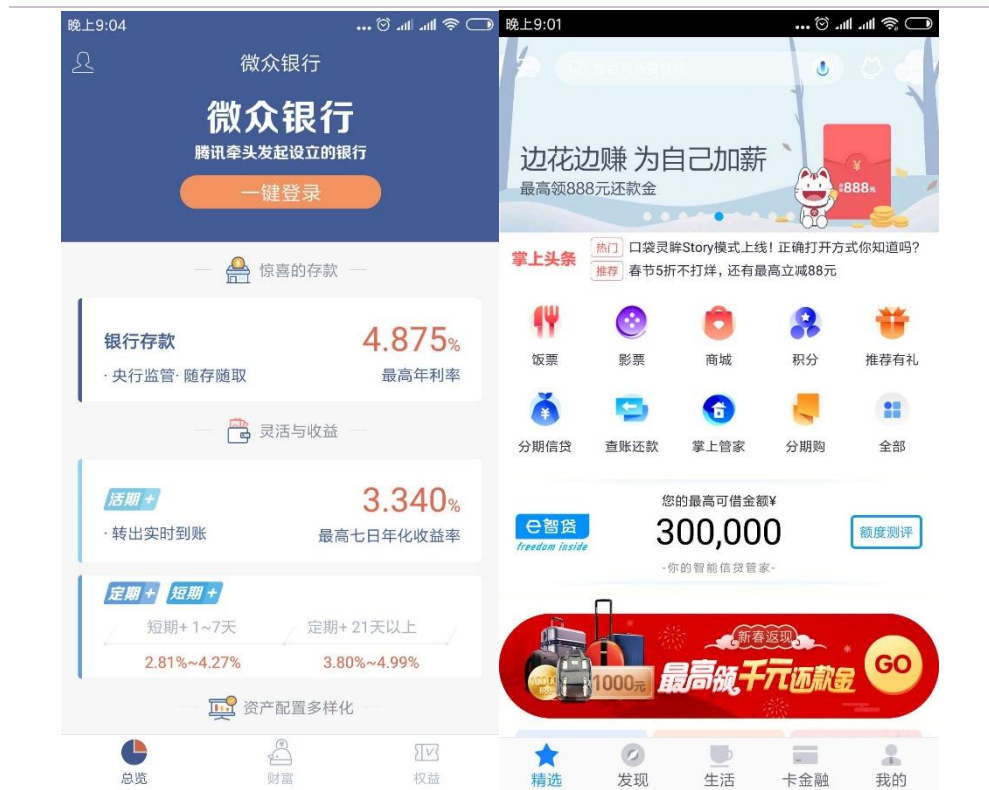 晚上9:04
微众银行
微众银行
腾讯牵头发起设立的银行
一键登录
惊喜的存款
银行存款
4.875%
·央行监管·随存随取
最高年利率
灵活与收益
活期+
3.340%
·转出实时到账
最高七日年化收益率
定期+ 短期+
短期+ 1~7天
定期+ 21天以上
2.81%~4.27%
3.80%~4.99%
资产配置多样化
总览
财富
权益
晚上9:01
边花边赚 为自己加薪
最高领888元还款金
¥
888元
掌上头条
热门 口袋灵眸Story模式上线！正确打开方式你知道吗?
推荐 春节5折不打烊，还有最高立减88元
饭票
影票
商城
积分
推荐有礼
分期信贷
查账还款
掌上管家
分期购
全部
e智贷
freedom inside
您的最高可借金额¥
300,000
-你的智能信贷管家-
额度测评
新春返现
1000元
最高领千元还款金
GO
精选
发现
生活
卡金融
我的